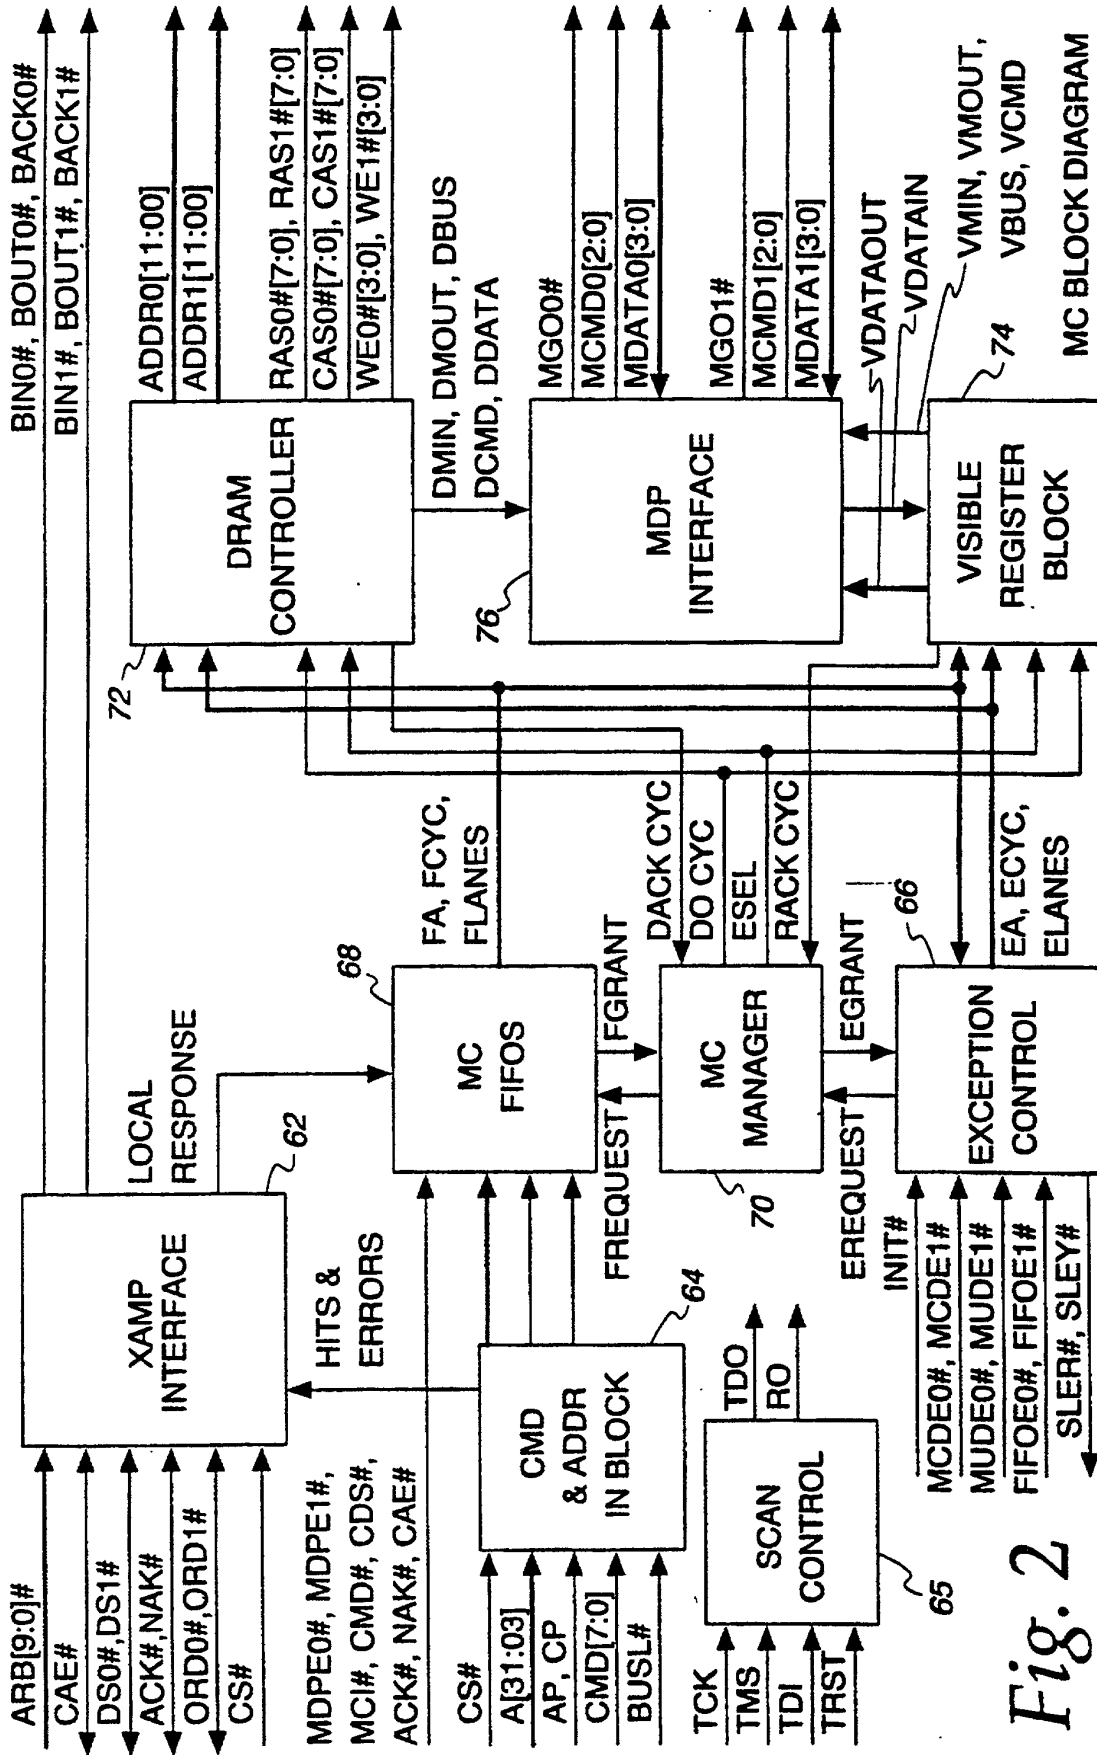 ARB[9:0]#
CAE#
DS0#,DS1#
ACK#,NAK#
ORD0#,ORD1#
CS#
XAMP
INTERFACE
62
BIN0#, BOUT0#, BACK0#
BIN1#, BOUT1#, BACK1#
LOCAL
RESPONSE
HITS &
ERRORS
MDPE0#, MDPE1#,
MCI#, CMD#, CDS#,
ACK#, NAK#, CAE#
CS#
A[31:03]
AP, CP
CMD[7:0]
BUSL#
CMD
& ADDR
IN BLOCK
64
TCK
TMS
TDI
TRST
SCAN
CONTROL
65
TDO
RO
MC
FIFOS
68
FA, FCYC,
FLANES
FREQUEST
FGRANT
MC
MANAGER
70
DACK CYC
DO CYC
ESEL
RACK CYC
EREQUEST
EGRANT
INIT#
MCDE0#, MCDE1#
MUDE0#, MUDE1#
FIFOE0#, FIFOE1#
SLER#, SLEY#
EXCEPTION
CONTROL
66
EA, ECYC,
ELANES
72
DRAM
CONTROLLER
ADDR0[11:00]
ADDR1[11:00]
RAS0#[7:0], RAS1#[7:0]
CAS0#[7:0], CAS1#[7:0]
WE0#[3:0], WE1#[3:0]
DMIN, DMOUT, DBUS
DCMD, DDATA
76
MDP
INTERFACE
MGO0#
MCMD0[2:0]
MDATA0[3:0]
MGO1#
MCMD1[2:0]
MDATA1[3:0]
VDATAOUT
VDATAIN
VMIN, VMOUT,
VBUS, VCMD
VISIBLE
REGISTER
BLOCK
74
MC BLOCK DIAGRAM
Fig. 2